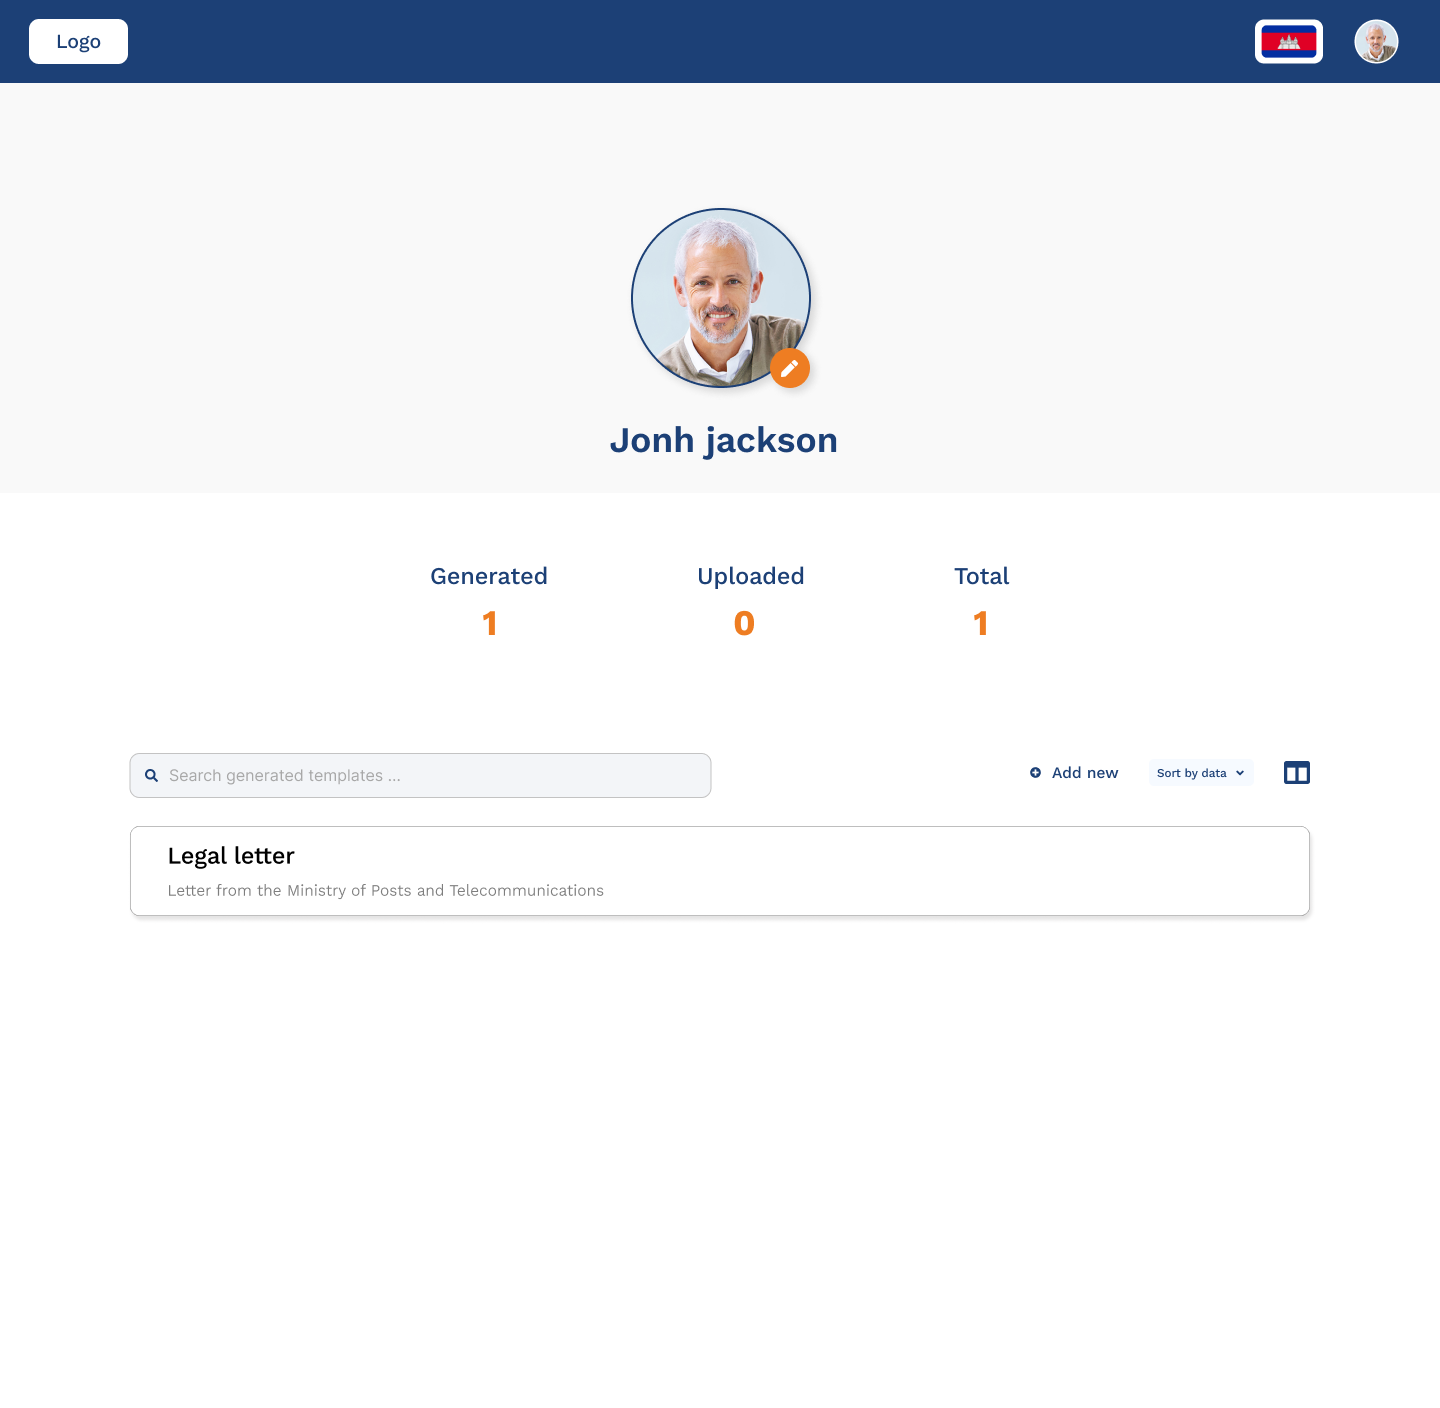 Logo
Jonh jackson
Generated
Uploaded
Total
1
0
1
Search generated templates ...
Add new
Sort by data
Legal letter
Letter from the Ministry of Posts and Telecommunications